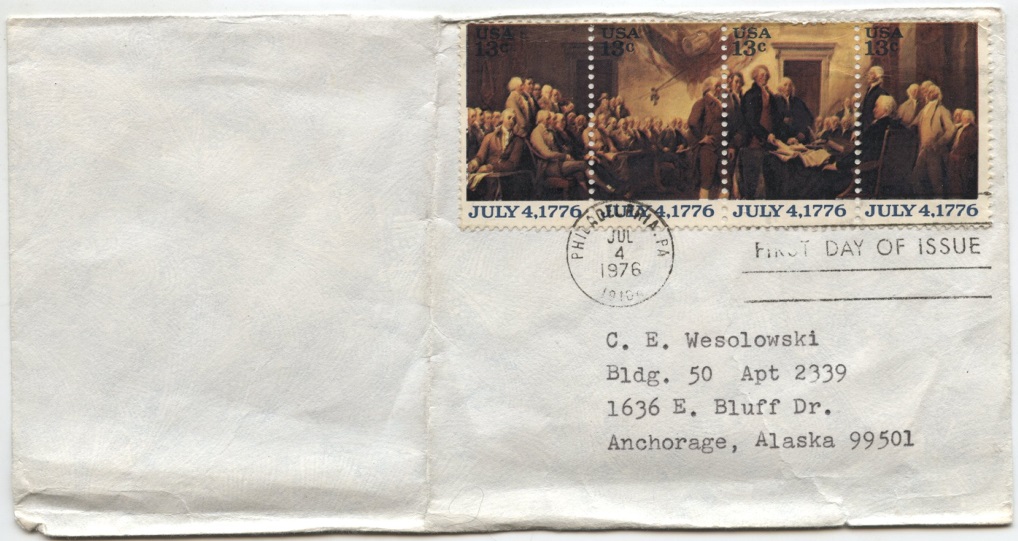 USA 13c USA 13c USA 13c USA 13c
JULY 4,1776 JULY 4,1776 JULY 4,1776 JULY 4,1776
PHILADELPHIA, PA
JUL
4
1976
FIRST DAY OF ISSUE
C. E. Wesolowski
Bldg. 50 Apt 2339
1636 E. Bluff Dr.
Anchorage, Alaska 99501